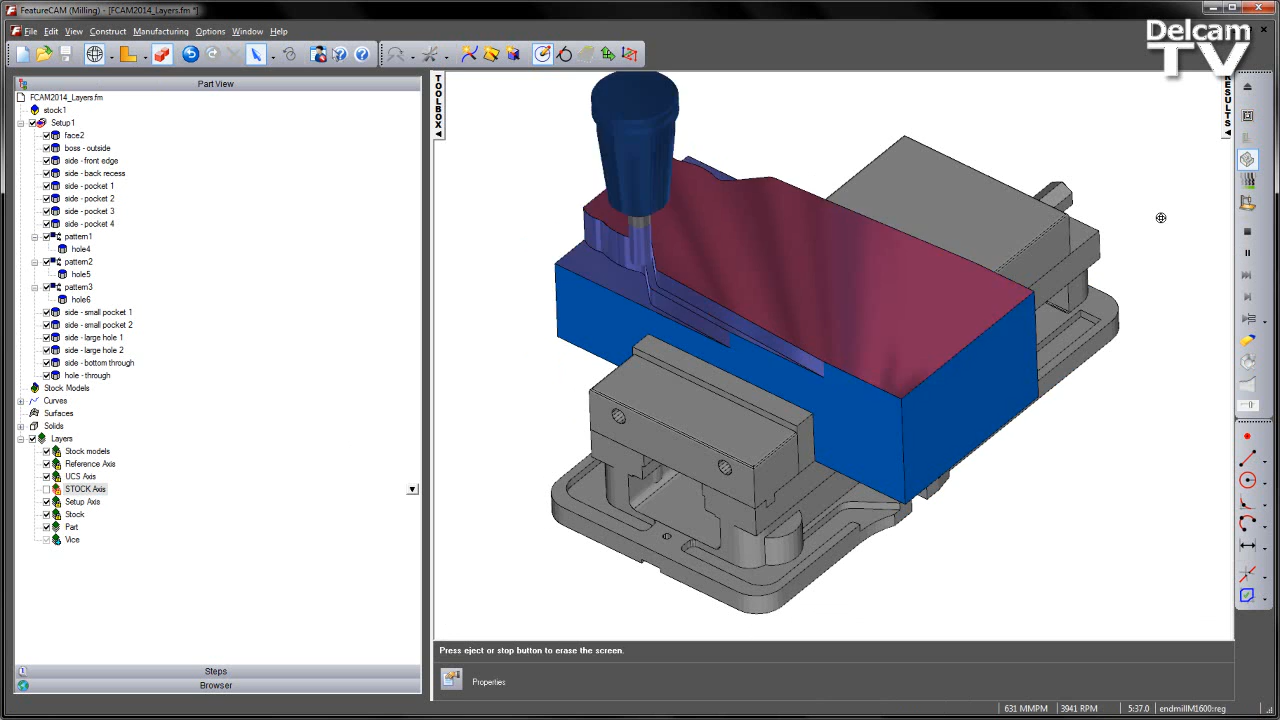 FeatureCAM (Milling) - [FCAM2014_Layers.fm *]
File Edit View Construct Manufacturing Options Window Help
Delcam
TV
Part View
TOOLBOX
RESULTS
FCAM2014_Layers.fm
stock1
Setup1
face2
boss - outside
side - front edge
side - back recess
side - pocket 1
side - pocket 2
side - pocket 3
side - pocket 4
pattern1
hole4
pattern2
hole5
pattern3
hole6
side - small pocket 1
side - small pocket 2
side - large hole 1
side - large hole 2
side - bottom through
hole - through
Stock Models
Curves
Surfaces
Solids
Layers
Stock models
Reference Axis
UCS Axis
STOCK Axis
Setup Axis
Stock
Part
Vice
Steps
Browser
Press eject or stop button to erase the screen.
Properties
631 MMPM 3941 RPM 5:37.0 endmillM1600:reg